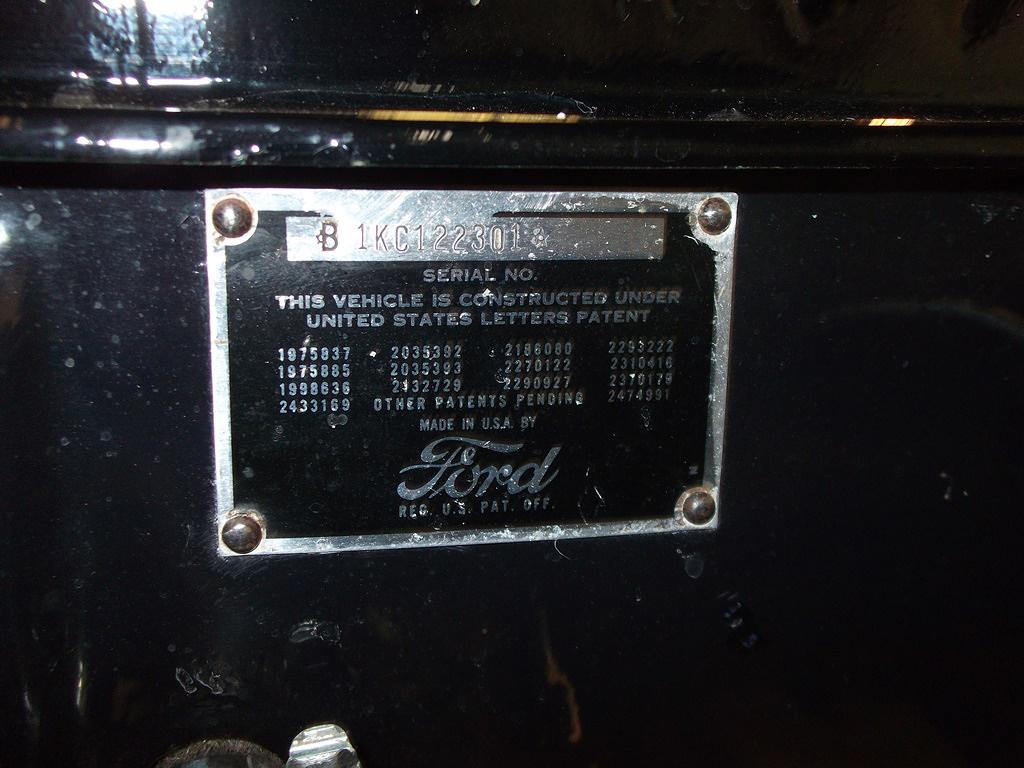 B 1KC122301
SERIAL NO.
THIS VEHICLE IS CONSTRUCTED UNDER
UNITED STATES LETTERS PATENT
1975837 2035392 2186080 2293222
1975885 2035393 2270122 2310416
1998636 2132729 2290927 2370179
2433169 OTHER PATENTS PENDING 2474991
MADE IN U.S.A. BY
Ford
REG. U.S. PAT. OFF.